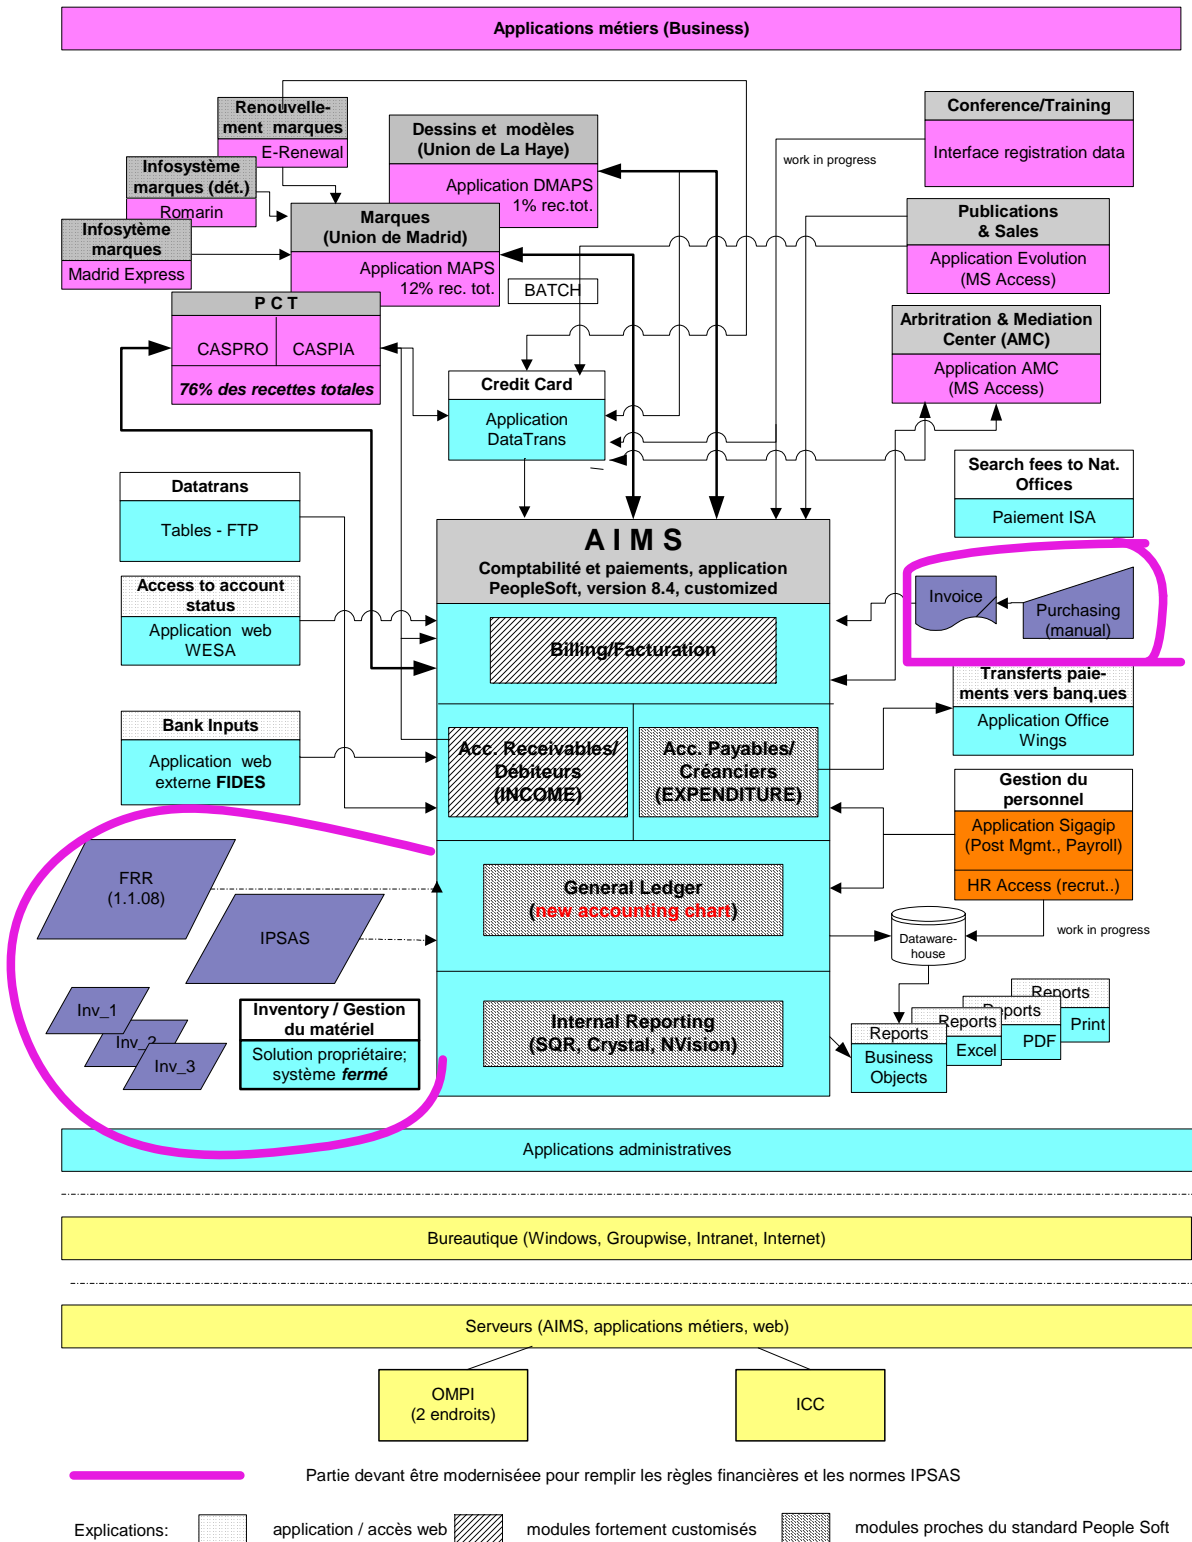 Applications métiers (Business)
Renouvelle-
ment marques
E-Renewal
Dessins et modèles
(Union de La Haye)
Application DMAPS
1% rec.tot.
Conference/Training
Interface registration data
work in progress
Infosystème
marques (dét.)
Romarin
Marques
(Union de Madrid)
Application MAPS
12% rec. tot.
Publications
& Sales
Application Evolution
(MS Access)
Infosytème
marques
Madrid Express
BATCH
P C T
CASPRO
CASPIA
76% des recettes totales
Arbritration & Mediation
Center (AMC)
Application AMC
(MS Access)
Credit Card
Application
DataTrans
Datatrans
Tables - FTP
Search fees to Nat.
Offices
Paiement ISA
A I M S
Comptabilité et paiements, application
PeopleSoft, version 8.4, customized
Access to account
status
Application web
WESA
Invoice
Purchasing
(manual)
Billing/Facturation
Transferts paie-
ments vers banq.ues
Application Office
Wings
Bank Inputs
Application web
externe FIDES
Acc. Receivables/
Débiteurs
(INCOME)
Acc. Payables/
Créanciers
(EXPENDITURE)
Gestion du
personnel
Application Sigagip
(Post Mgmt., Payroll)
HR Access (recrut..)
FRR
(1.1.08)
IPSAS
General Ledger
(new accounting chart)
Dataware-
house
work in progress
Inv_1
Inv_2
Inv_3
Inventory / Gestion
du matériel
Solution propriétaire;
système fermé
Internal Reporting
(SQR, Crystal, NVision)
Reports
Print
Reports
PDF
Reports
Excel
Reports
Business
Objects
Applications administratives
Bureautique (Windows, Groupwise, Intranet, Internet)
Serveurs (AIMS, applications métiers, web)
OMPI
(2 endroits)
ICC
Partie devant être moderniséee pour remplir les règles financières et les normes IPSAS
Explications:
application / accès web
modules fortement customisés
modules proches du standard People Soft